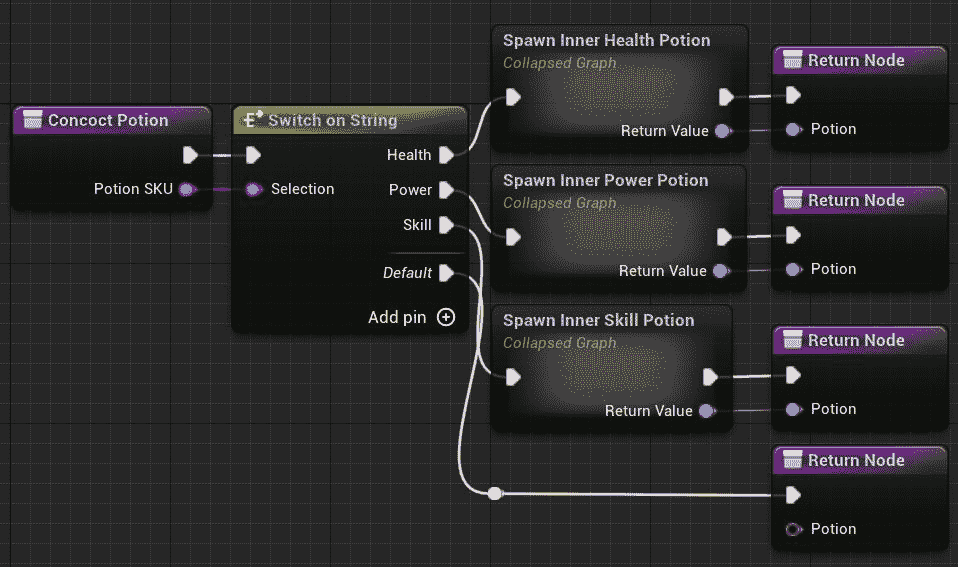 Concoct Potion
Potion SKU
Switch on String
Selection
Health
Power
Skill
Default
Add pin
Spawn Inner Health Potion
Collapsed Graph
Return Value
Return Node
Potion
Spawn Inner Power Potion
Collapsed Graph
Return Value
Return Node
Potion
Spawn Inner Skill Potion
Collapsed Graph
Return Value
Return Node
Potion
Return Node
Potion